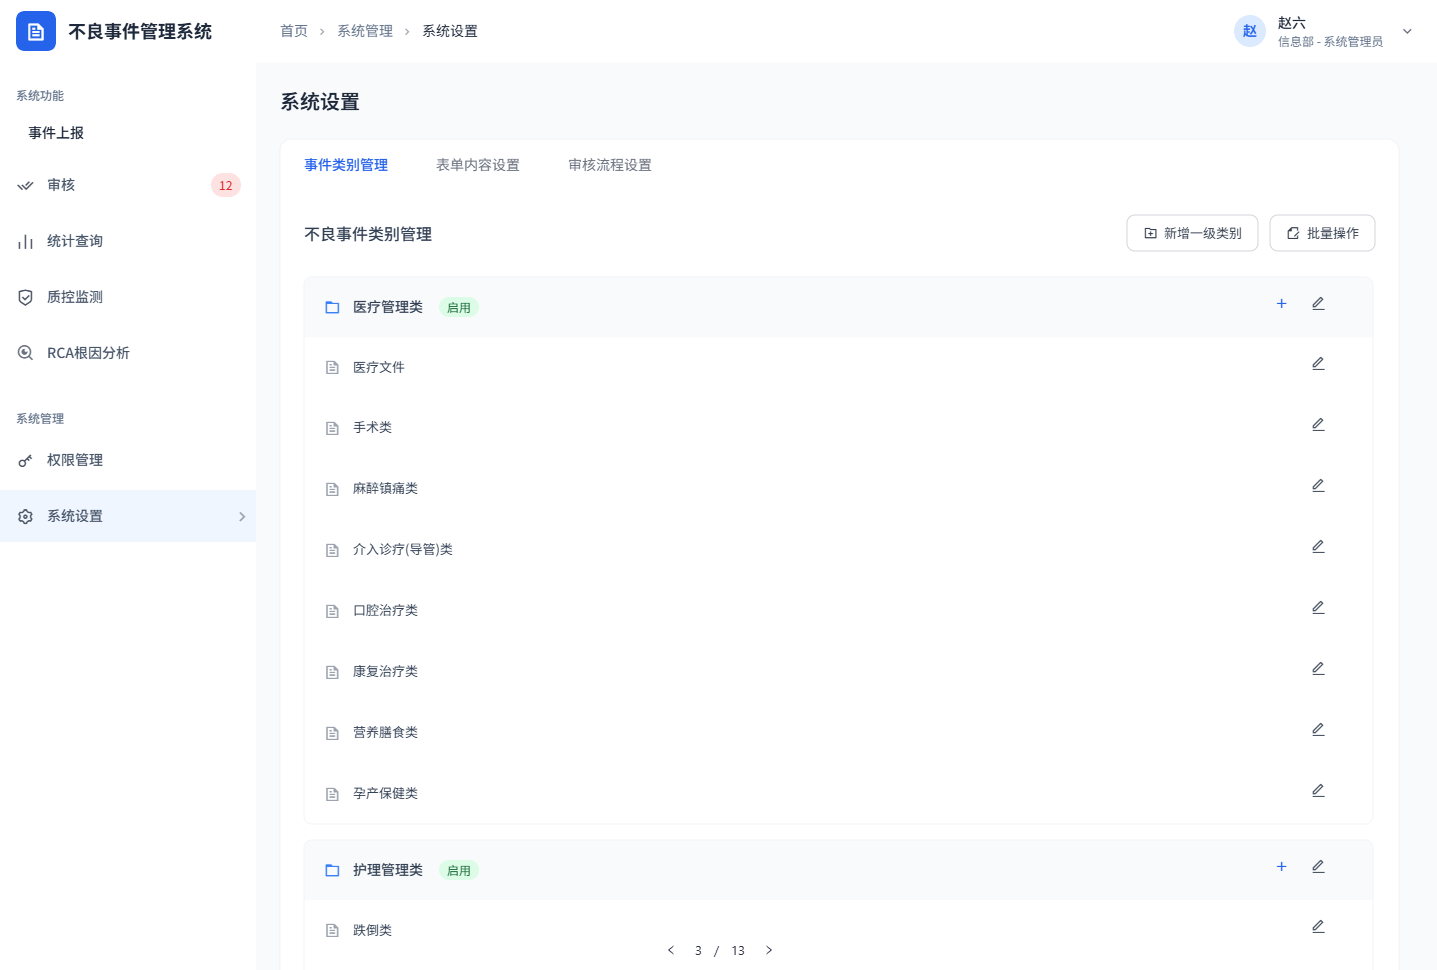 不良事件管理系统
首页 > 系统管理 > 系统设置
赵
赵六
信息部 - 系统管理员
系统功能
事件上报
审核
12
统计查询
质控监测
RCA根因分析
系统管理
权限管理
系统设置
系统设置
事件类别管理
表单内容设置
审核流程设置
不良事件类别管理
新增一级类别
批量操作
医疗管理类
启用
医疗文件
手术类
麻醉镇痛类
介入诊疗(导管)类
口腔治疗类
康复治疗类
营养膳食类
孕产保健类
护理管理类
启用
跌倒类
< 3 / 13 >